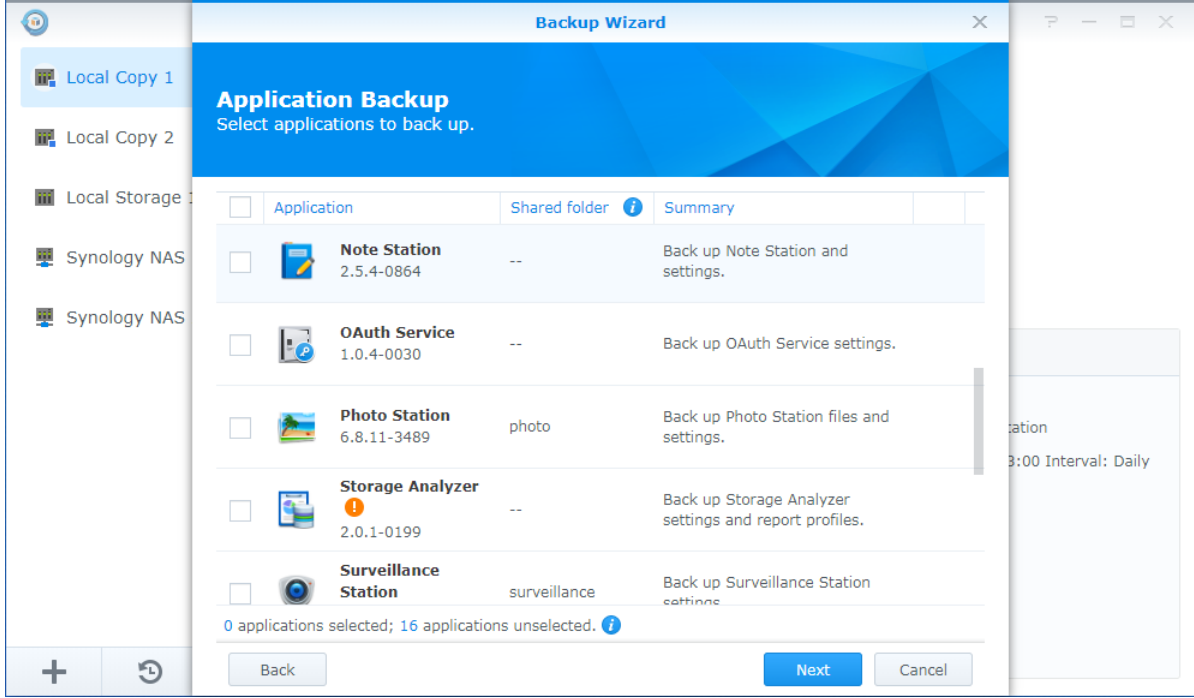 Backup Wizard
Local Copy 1
Local Copy 2
Local Storage
Synology NAS
Synology NAS
Application Backup
Select applications to back up.
Application Shared folder Summary
Note Station
2.5.4-0864
--
Back up Note Station and
settings.
OAuth Service
1.0.4-0030
--
Back up OAuth Service settings.
Photo Station
6.8.11-3489
photo
Back up Photo Station files and
settings.
Storage Analyzer
2.0.1-0199
--
Back up Storage Analyzer
settings and report profiles.
Surveillance
Station
surveillance
Back up Surveillance Station
settings
0 applications selected; 16 applications unselected.
Back Next Cancel
3:00 Interval: Daily